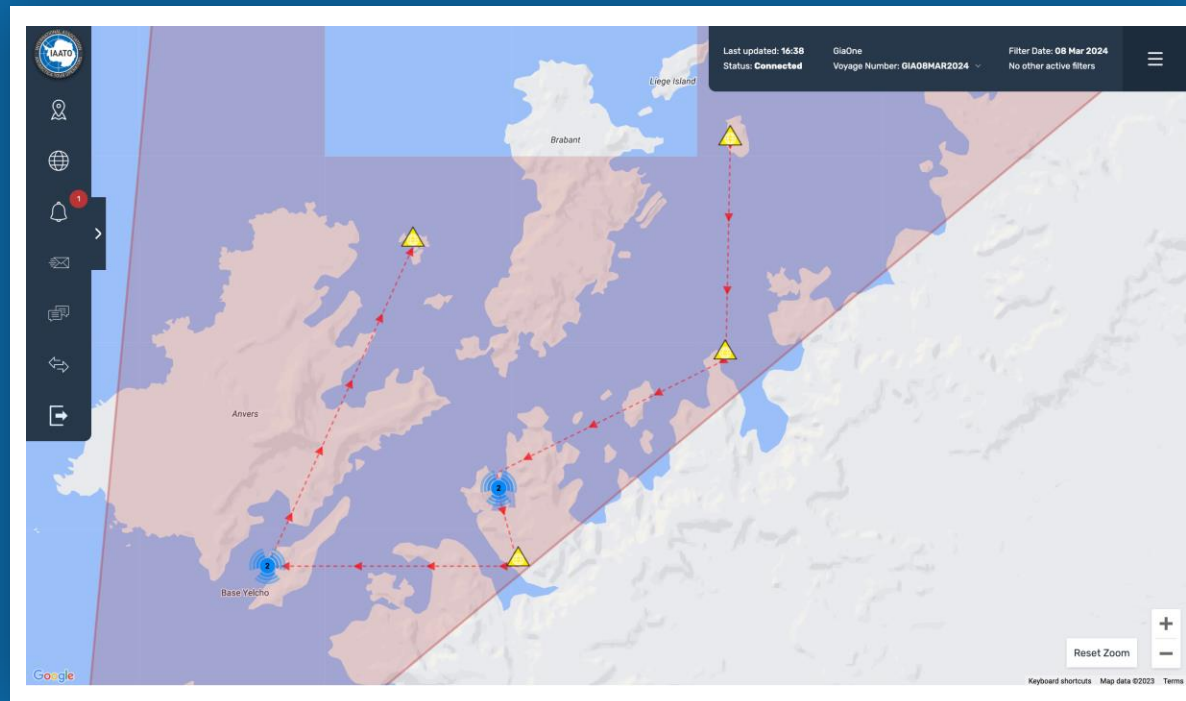 IAATO
Last updated: 16:38
Status: Connected
GiaOne
Voyage Number: GIA08MAR2024
Filter Date: 08 Mar 2024
No other active filters
1
Liege Island
Brabant
Anvers
2
2
Base Yelcho
Reset Zoom
+
−
Google
Keyboard shortcuts Map data ©2023 Terms